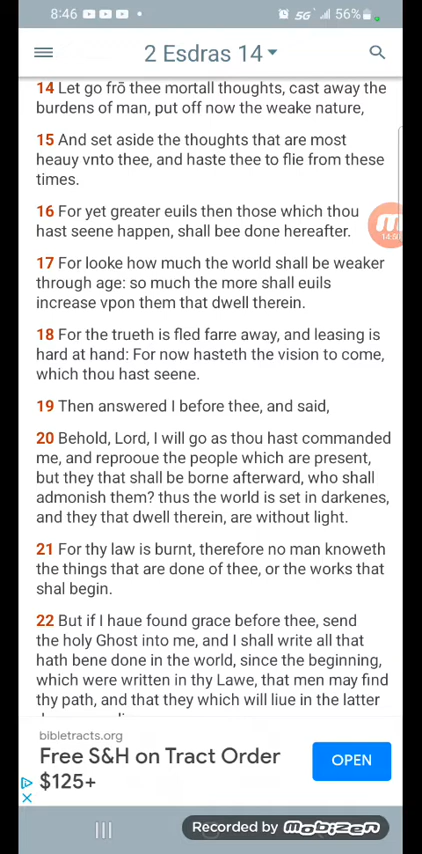 8:46 5G 56%
2 Esdras 14
14 Let go frō thee mortall thoughts, cast away the
burdens of man, put off now the weake nature,
15 And set aside the thoughts that are most
heauy vnto thee, and haste thee to flie from these
times.
16 For yet greater euils then those which thou
hast seene happen, shall bee done hereafter.
17 For looke how much the world shall be weaker
through age: so much the more shall euils
increase vpon them that dwell therein.
18 For the trueth is fled farre away, and leasing is
hard at hand: For now hasteth the vision to come,
which thou hast seene.
19 Then answered I before thee, and said,
20 Behold, Lord, I will go as thou hast commanded
me, and reprooue the people which are present,
but they that shall be borne afterward, who shall
admonish them? thus the world is set in darkenes,
and they that dwell therein, are without light.
21 For thy law is burnt, therefore no man knoweth
the things that are done of thee, or the works that
shal begin.
22 But if I haue found grace before thee, send
the holy Ghost into me, and I shall write all that
hath bene done in the world, since the beginning,
which were written in thy Lawe, that men may find
thy path, and that they which will liue in the latter
bibletracts.org
Free S&H on Tract Order
$125+
OPEN
Recorded by mobizen